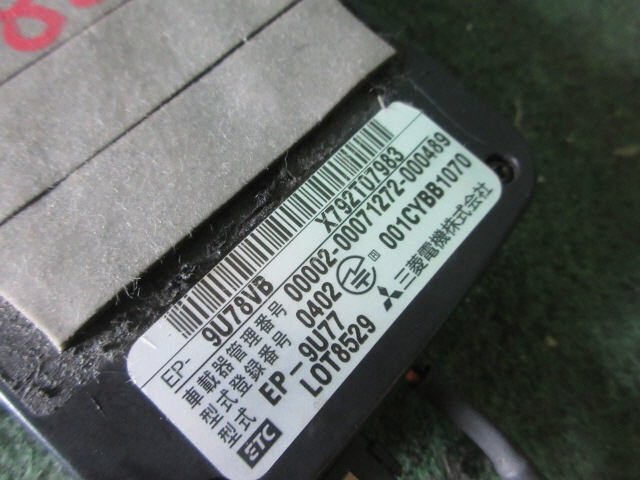 EP-
9U78VB X792T07983
車載器管理番号 00002-00071272-000489
型式登録番号 0402 001CYBB1070
型式 EP-9U77
三菱電機株式会社
ETC LOT8529